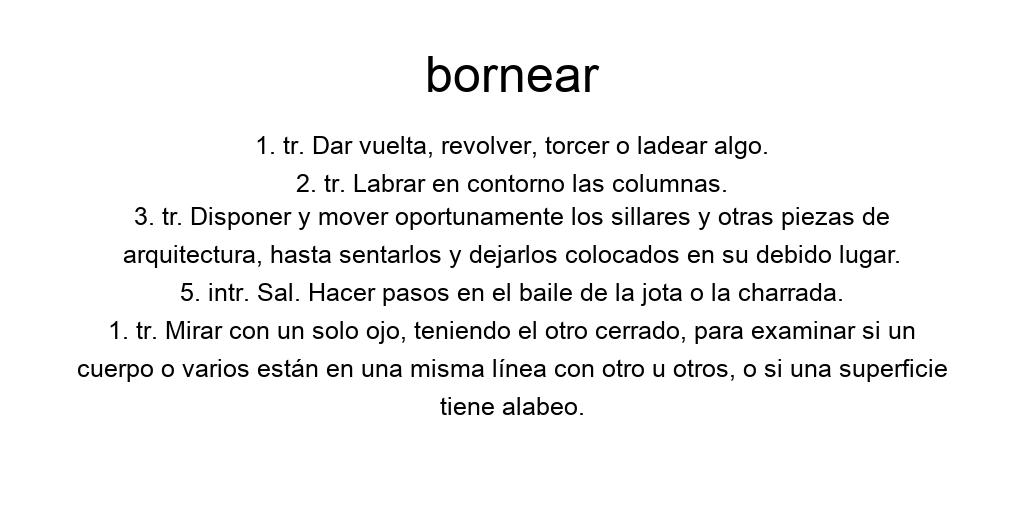 bornear
1. tr. Dar vuelta, revolver, torcer o ladear algo.
2. tr. Labrar en contorno las columnas.
3. tr. Disponer y mover oportunamente los sillares y otras piezas de
arquitectura, hasta sentarlos y dejarlos colocados en su debido lugar.
5. intr. Sal. Hacer pasos en el baile de la jota o la charrada.
1. tr. Mirar con un solo ojo, teniendo el otro cerrado, para examinar si un
cuerpo o varios están en una misma línea con otro u otros, o si una superficie
tiene alabeo.